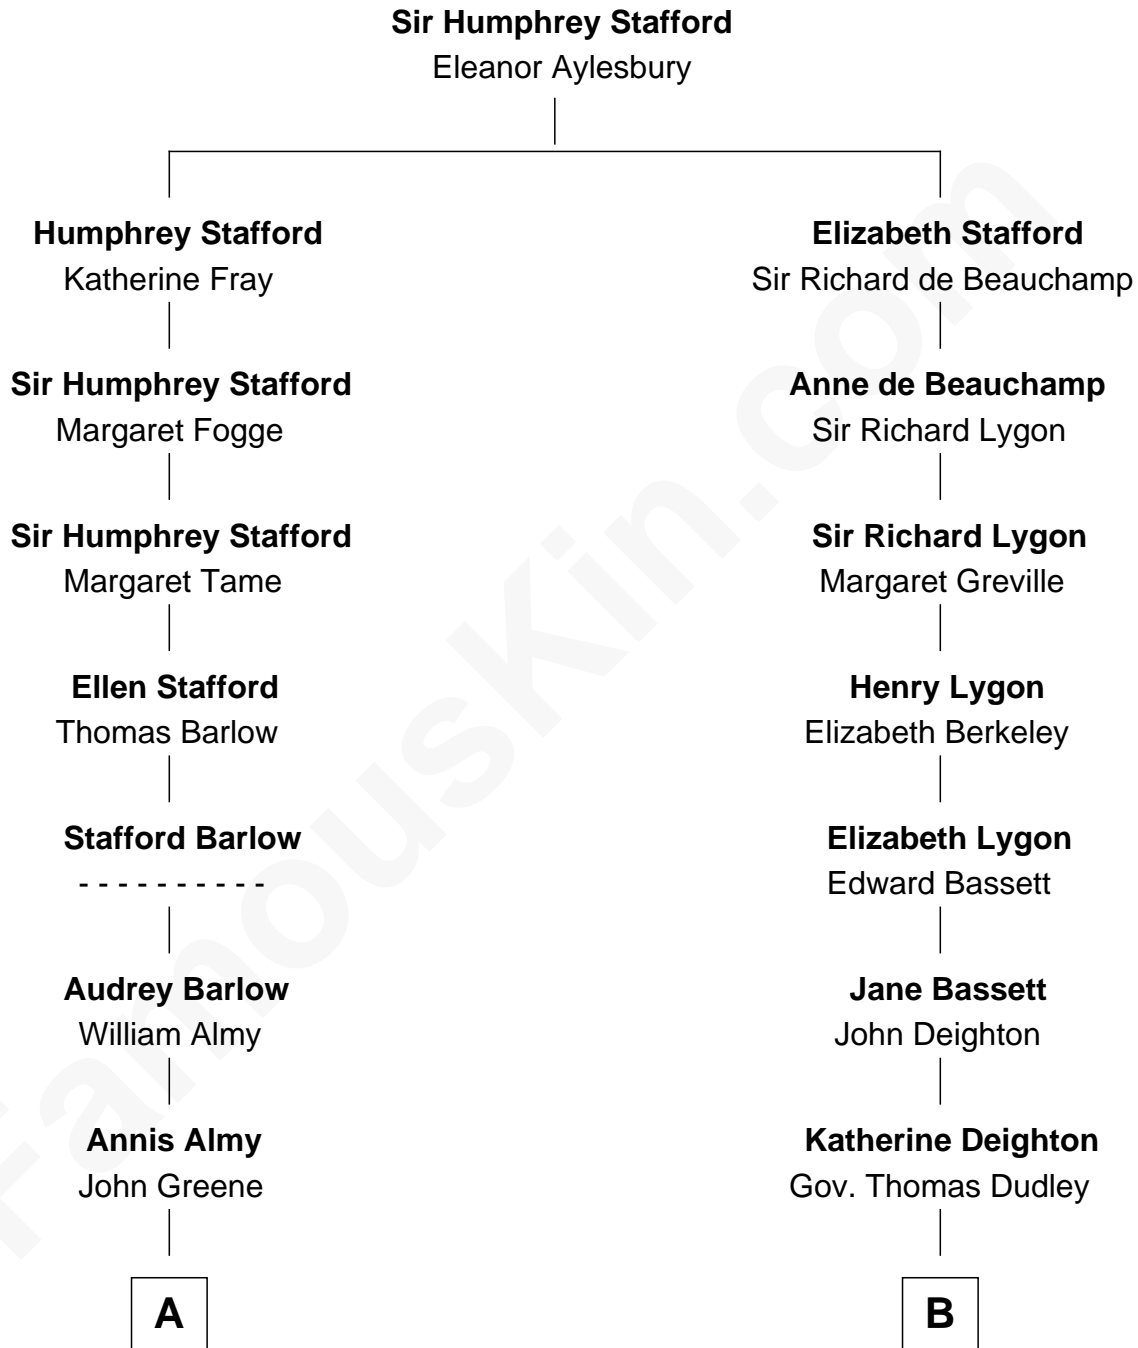 Sir Humphrey Stafford
Eleanor Aylesbury
Humphrey Stafford
Katherine Fray
Elizabeth Stafford
Sir Richard de Beauchamp
Sir Humphrey Stafford
Margaret Fogge
Anne de Beauchamp
Sir Richard Lygon
Sir Humphrey Stafford
Margaret Tame
Sir Richard Lygon
Margaret Greville
Ellen Stafford
Thomas Barlow
Henry Lygon
Elizabeth Berkeley
Stafford Barlow
- - - - - - - - - -
Elizabeth Lygon
Edward Bassett
Audrey Barlow
William Almy
Jane Bassett
John Deighton
Annis Almy
John Greene
Katherine Deighton
Gov. Thomas Dudley
A
B
FamousKin.com